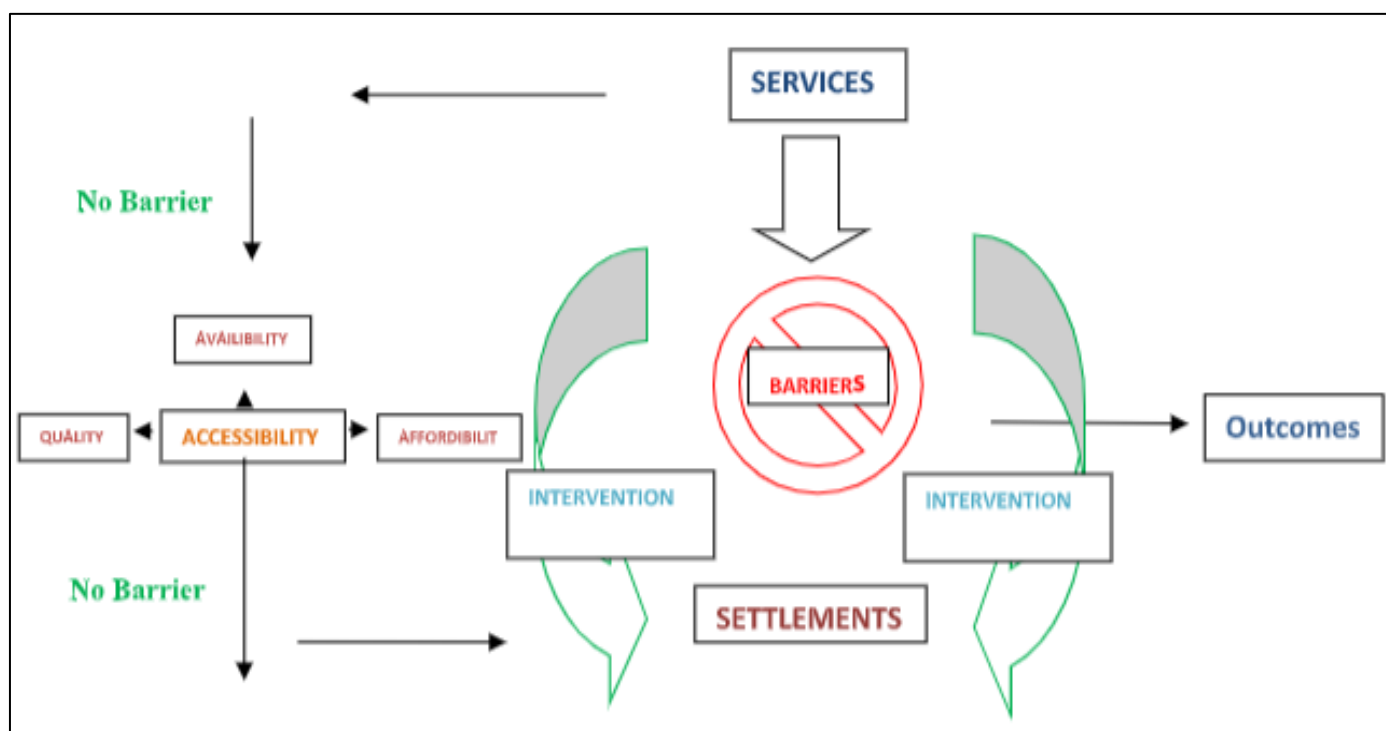 SERVICES
No Barrier
AVAILIBILITY
BARRIERS
QUALITY
ACCESSIBILITY
AFFORDIBILIT
Outcomes
INTERVENTION
INTERVENTION
No Barrier
SETTLEMENTS